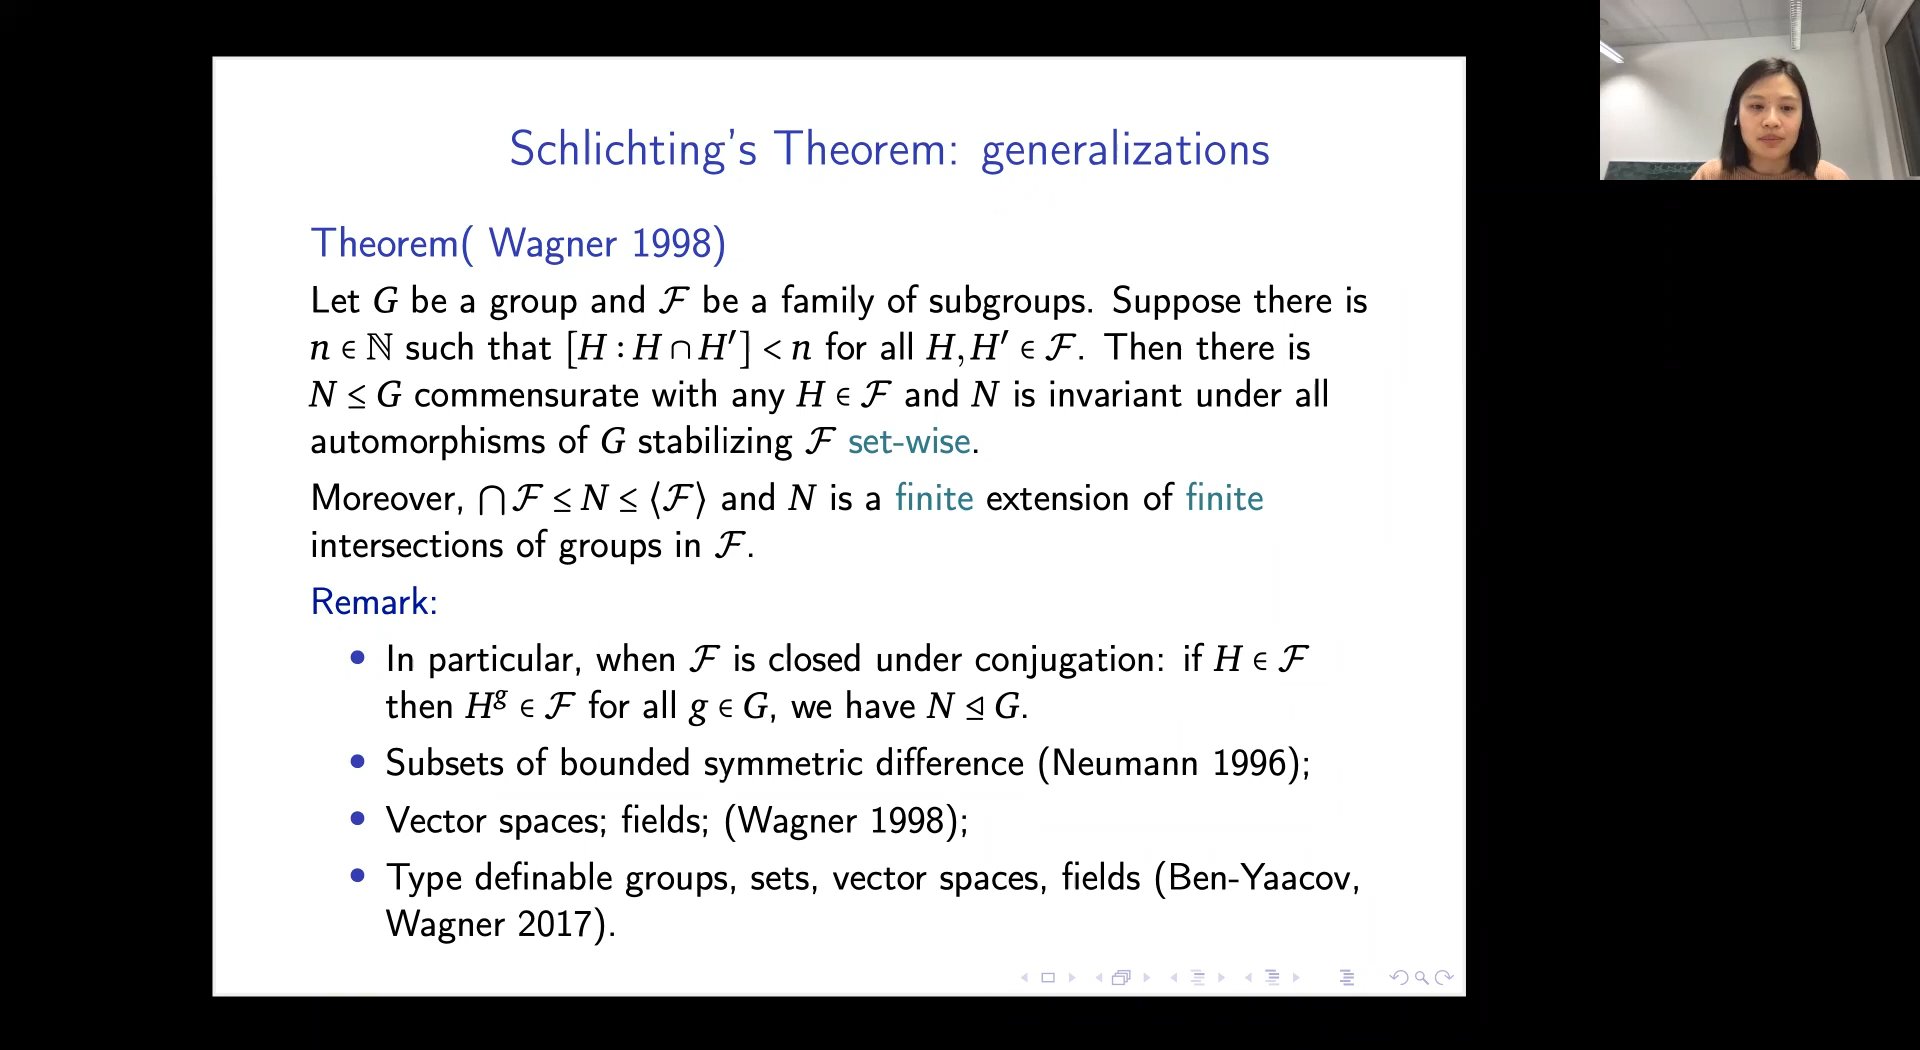 Schlichting's Theorem: generalizations
Theorem( Wagner 1998)
Let G be a group and ℱ be a family of subgroups. Suppose there is
n ∈ ℕ such that [H : H ∩ H′] < n for all H, H′ ∈ ℱ. Then there is
N ≤ G commensurate with any H ∈ ℱ and N is invariant under all
automorphisms of G stabilizing ℱ set-wise.
Moreover, ⋂ ℱ ≤ N ≤ ⟨ℱ⟩ and N is a finite extension of finite
intersections of groups in ℱ.
Remark:
• In particular, when ℱ is closed under conjugation: if H ∈ ℱ
then H^g ∈ ℱ for all g ∈ G, we have N ⊴ G.
• Subsets of bounded symmetric difference (Neumann 1996);
• Vector spaces; fields; (Wagner 1998);
• Type definable groups, sets, vector spaces, fields (Ben-Yaacov,
Wagner 2017).